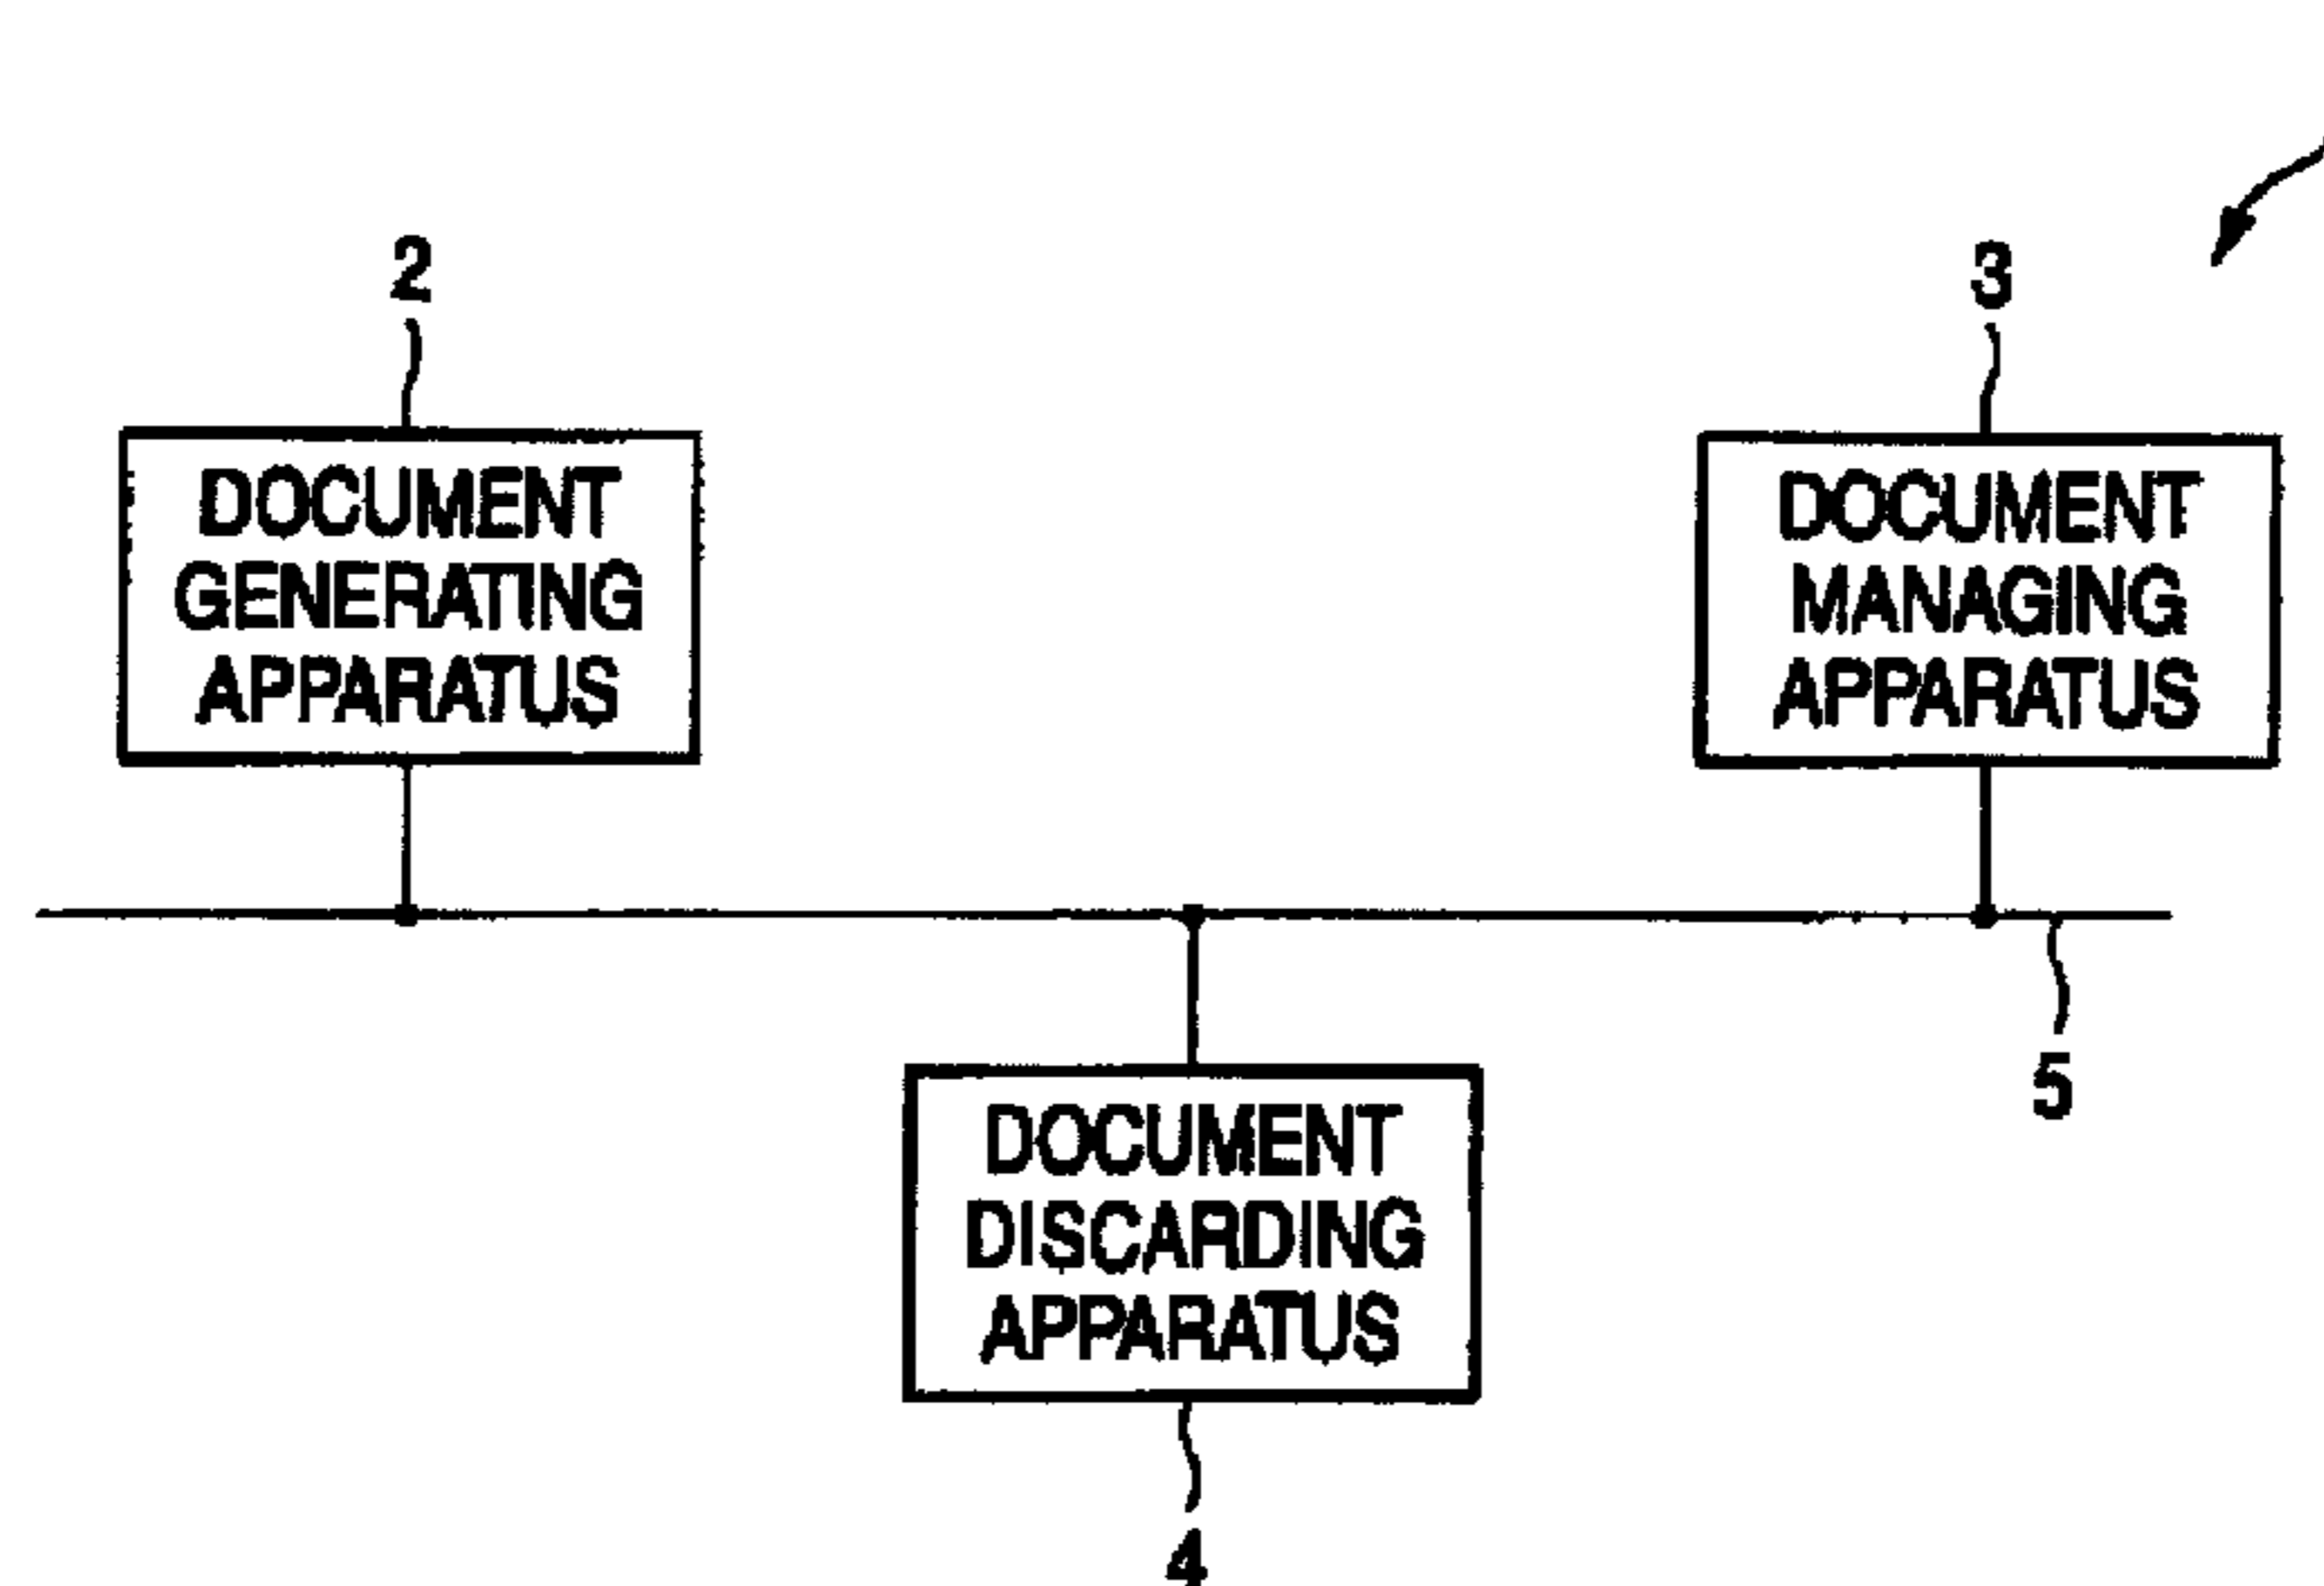 2
3
DOCUMENT
GENERATING
APPARATUS
DOCUMENT
MANAGING
APPARATUS
5
DOCUMENT
DISCARDING
APPARATUS
4